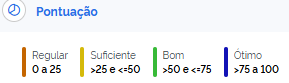 Pontuação
Regular Suficiente Bom Ótimo
0 a 25 >25 e <=50 >50 e <=75 >75 a 100